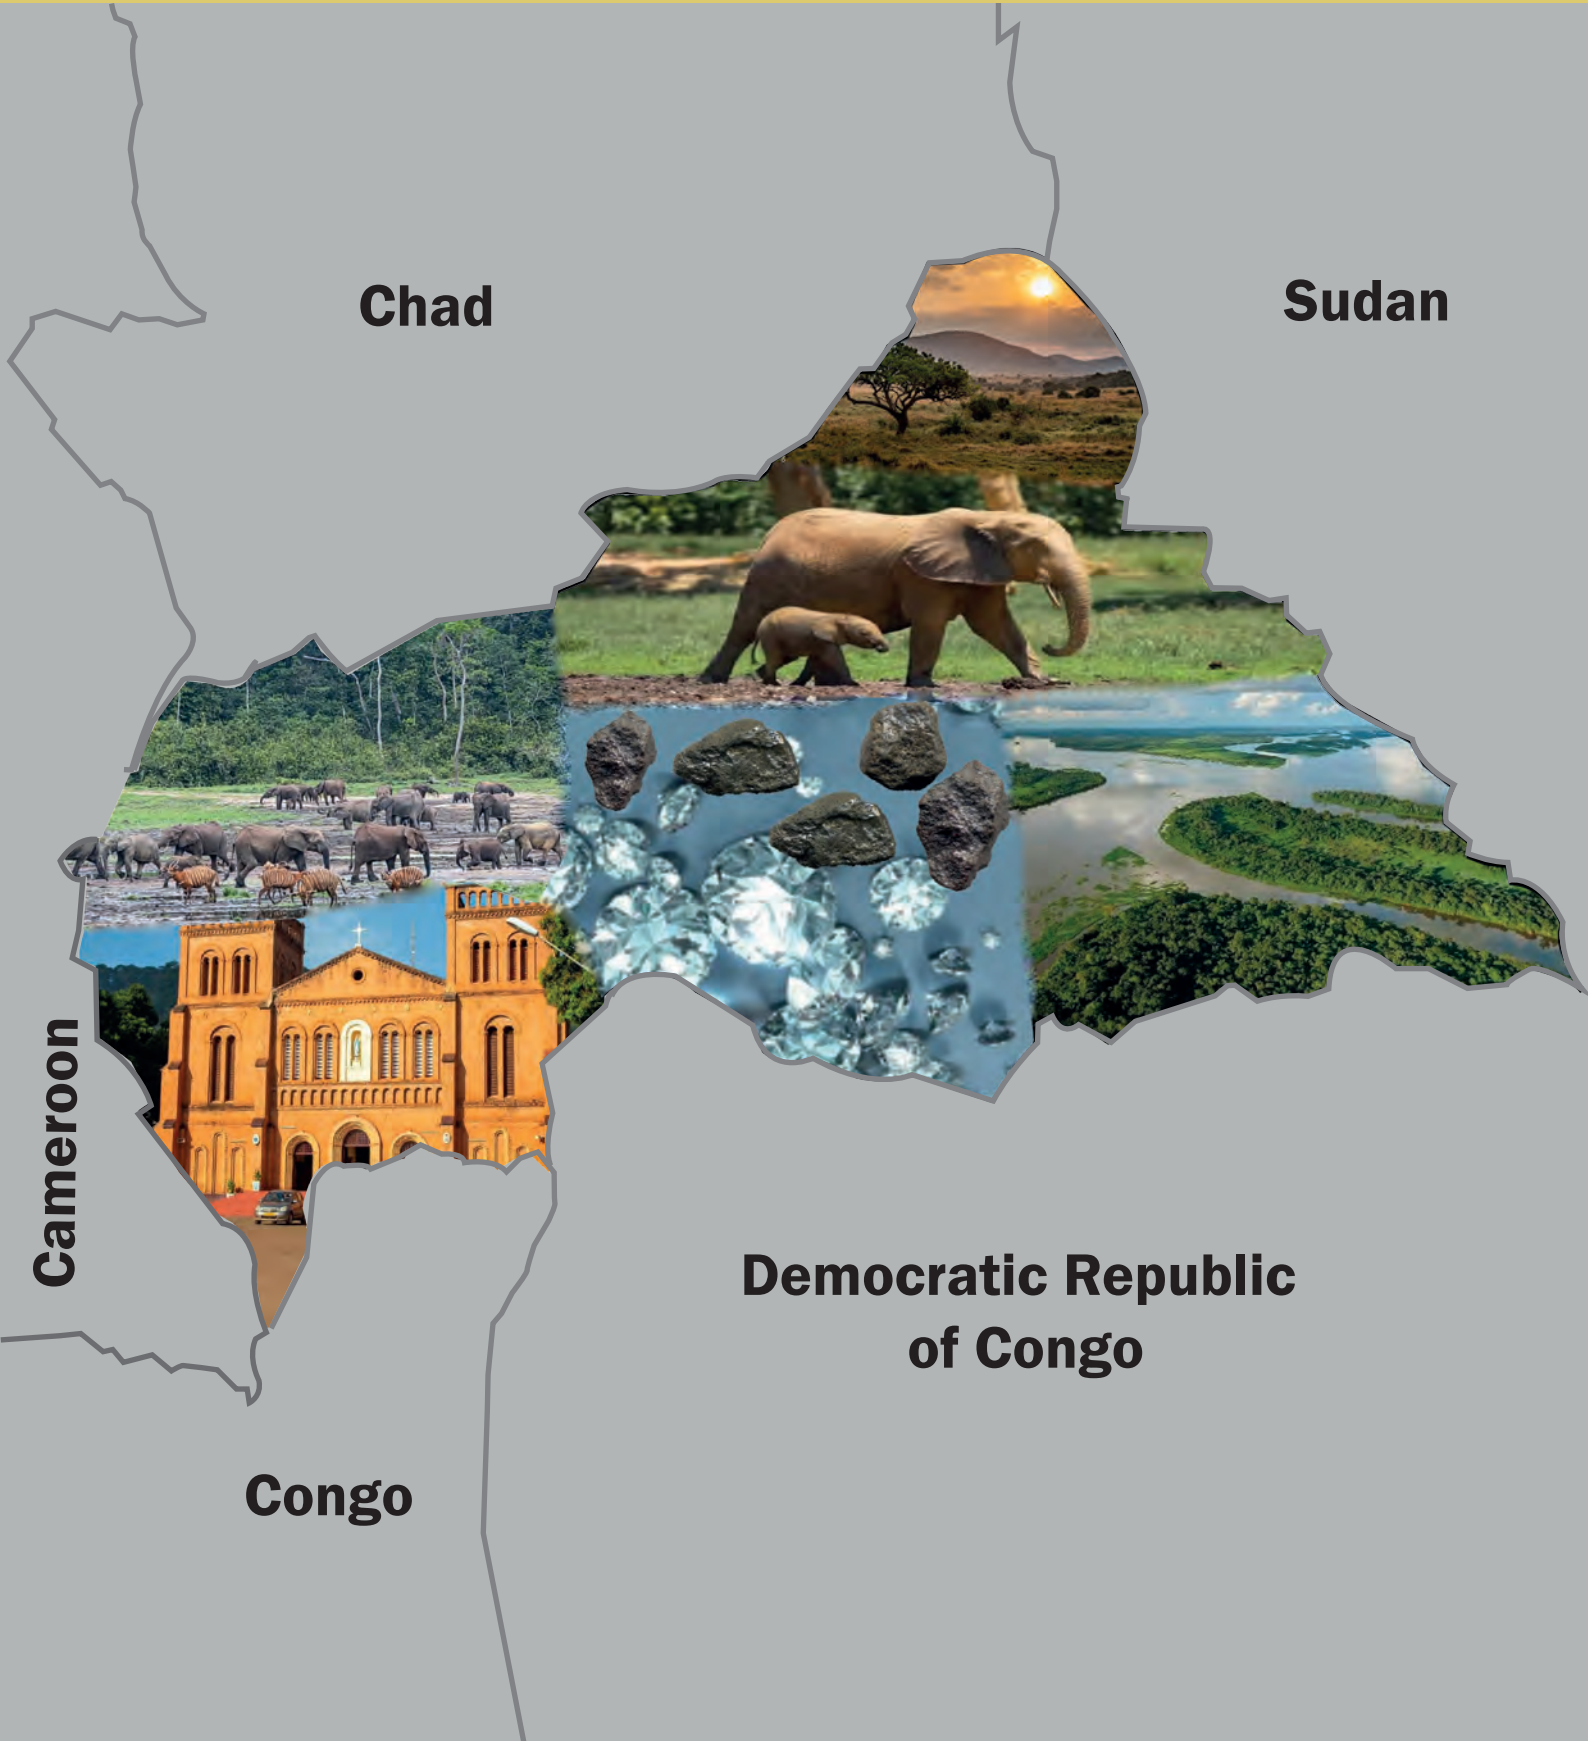 Chad
Sudan
Cameroon
Democratic Republic
of Congo
Congo